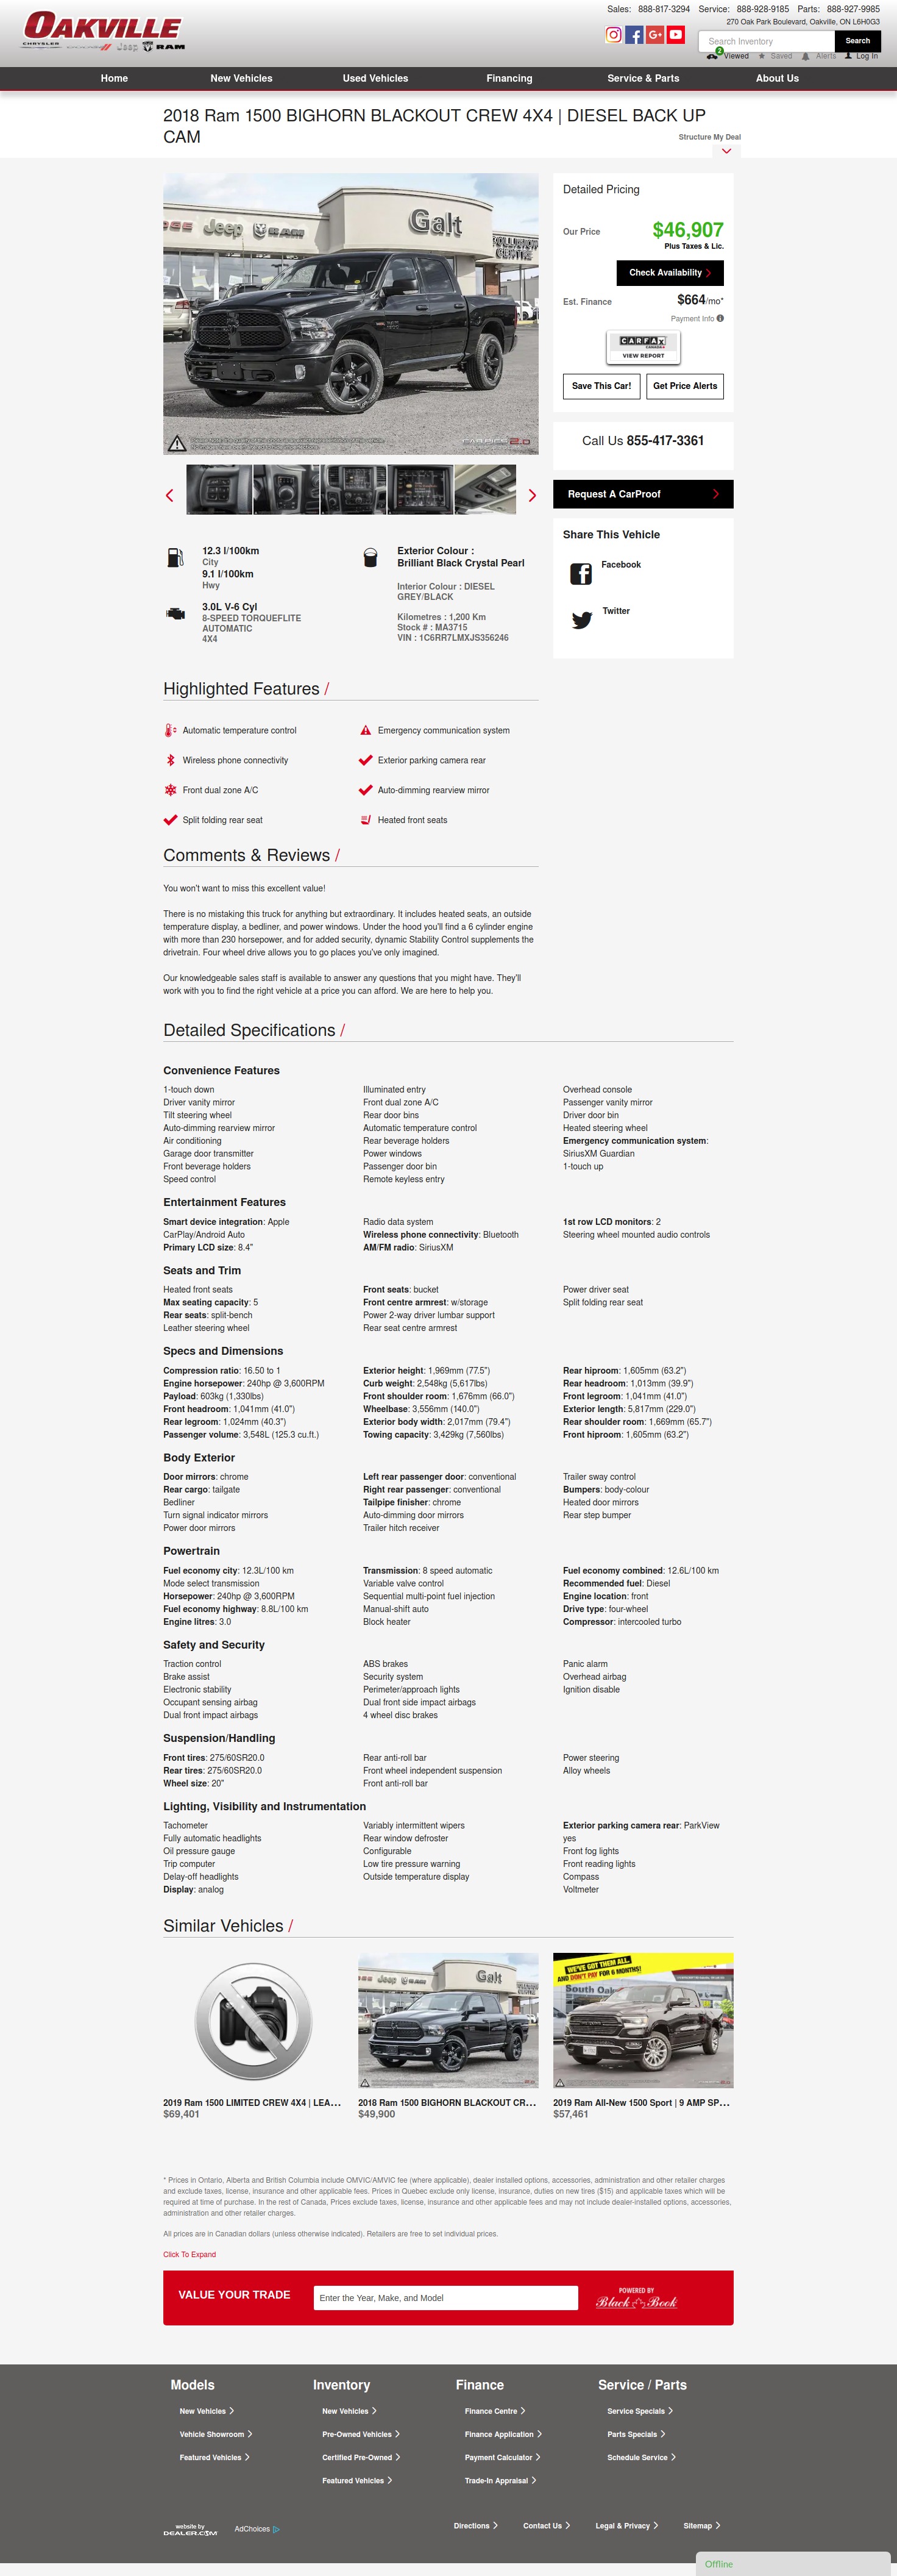 OAKVILLE
CHRYSLER Jeep RAM
Sales: 888-817-3294 Service: 888-928-9185 Parts: 888-927-9985
270 Oak Park Boulevard, Oakville, ON L6H0G3
Search Inventory
Search
2
Viewed Saved Alerts Log In
Home New Vehicles Used Vehicles Financing Service & Parts About Us
2018 Ram 1500 BIGHORN BLACKOUT CREW 4X4 | DIESEL BACK UP
CAM
Structure My Deal
Jeep RAM
Galt
COLLISION
CENTRE
Detailed Pricing
Our Price
$46,907
Plus Taxes & Lic.
Check Availability
Est. Finance
$664/mo*
Payment Info
CARFAX
CANADA
VIEW REPORT
Save This Car!
Get Price Alerts
Call Us 855-417-3361
Request A CarProof
Share This Vehicle
Facebook
Twitter
12.3 l/100km
City
9.1 l/100km
Hwy
3.0L V-6 Cyl
8-SPEED TORQUEFLITE
AUTOMATIC
4X4
Exterior Colour :
Brilliant Black Crystal Pearl
Interior Colour : DIESEL
GREY/BLACK
Kilometres : 1,200 Km
Stock # : MA3715
VIN : 1C6RR7LMXJS356246
Highlighted Features /
Automatic temperature control
Emergency communication system
Wireless phone connectivity
Exterior parking camera rear
Front dual zone A/C
Auto-dimming rearview mirror
Split folding rear seat
Heated front seats
Comments & Reviews /
You won't want to miss this excellent value!
There is no mistaking this truck for anything but extraordinary. It includes heated seats, an outside
temperature display, a bedliner, and power windows. Under the hood you'll find a 6 cylinder engine
with more than 230 horsepower, and for added security, dynamic Stability Control supplements the
drivetrain. Four wheel drive allows you to go places you've only imagined.
Our knowledgeable sales staff is available to answer any questions that you might have. They'll
work with you to find the right vehicle at a price you can afford. We are here to help you.
Detailed Specifications /
Convenience Features
1-touch down
Driver vanity mirror
Tilt steering wheel
Auto-dimming rearview mirror
Air conditioning
Garage door transmitter
Front beverage holders
Speed control
Illuminated entry
Front dual zone A/C
Rear door bins
Automatic temperature control
Rear beverage holders
Power windows
Passenger door bin
Remote keyless entry
Overhead console
Passenger vanity mirror
Driver door bin
Heated steering wheel
Emergency communication system:
SiriusXM Guardian
1-touch up
Entertainment Features
Smart device integration: Apple
CarPlay/Android Auto
Primary LCD size: 8.4"
Radio data system
Wireless phone connectivity: Bluetooth
AM/FM radio: SiriusXM
1st row LCD monitors: 2
Steering wheel mounted audio controls
Seats and Trim
Heated front seats
Max seating capacity: 5
Rear seats: split-bench
Leather steering wheel
Front seats: bucket
Front centre armrest: w/storage
Power 2-way driver lumbar support
Rear seat centre armrest
Power driver seat
Split folding rear seat
Specs and Dimensions
Compression ratio: 16.50 to 1
Engine horsepower: 240hp @ 3,600RPM
Payload: 603kg (1,330lbs)
Front headroom: 1,041mm (41.0")
Rear legroom: 1,024mm (40.3")
Passenger volume: 3,548L (125.3 cu.ft.)
Exterior height: 1,969mm (77.5")
Curb weight: 2,548kg (5,617lbs)
Front shoulder room: 1,676mm (66.0")
Wheelbase: 3,556mm (140.0")
Exterior body width: 2,017mm (79.4")
Towing capacity: 3,429kg (7,560lbs)
Rear hiproom: 1,605mm (63.2")
Rear headroom: 1,013mm (39.9")
Front legroom: 1,041mm (41.0")
Exterior length: 5,817mm (229.0")
Rear shoulder room: 1,669mm (65.7")
Front hiproom: 1,605mm (63.2")
Body Exterior
Door mirrors: chrome
Rear cargo: tailgate
Bedliner
Turn signal indicator mirrors
Power door mirrors
Left rear passenger door: conventional
Right rear passenger: conventional
Tailpipe finisher: chrome
Auto-dimming door mirrors
Trailer hitch receiver
Trailer sway control
Bumpers: body-colour
Heated door mirrors
Rear step bumper
Powertrain
Fuel economy city: 12.3L/100 km
Mode select transmission
Horsepower: 240hp @ 3,600RPM
Fuel economy highway: 8.8L/100 km
Engine litres: 3.0
Transmission: 8 speed automatic
Variable valve control
Sequential multi-point fuel injection
Manual-shift auto
Block heater
Fuel economy combined: 12.6L/100 km
Recommended fuel: Diesel
Engine location: front
Drive type: four-wheel
Compressor: intercooled turbo
Safety and Security
Traction control
Brake assist
Electronic stability
Occupant sensing airbag
Dual front impact airbags
ABS brakes
Security system
Perimeter/approach lights
Dual front side impact airbags
4 wheel disc brakes
Panic alarm
Overhead airbag
Ignition disable
Suspension/Handling
Front tires: 275/60SR20.0
Rear tires: 275/60SR20.0
Wheel size: 20"
Rear anti-roll bar
Front wheel independent suspension
Front anti-roll bar
Power steering
Alloy wheels
Lighting, Visibility and Instrumentation
Tachometer
Fully automatic headlights
Oil pressure gauge
Trip computer
Delay-off headlights
Display: analog
Variably intermittent wipers
Rear window defroster
Configurable
Low tire pressure warning
Outside temperature display
Exterior parking camera rear: ParkView
yes
Front fog lights
Front reading lights
Compass
Voltmeter
Similar Vehicles /
Jeep RAM Galt
WE'VE GOT THEM ALL.
AND DON'T PAY FOR 6 MONTHS!
South Oak
2019 Ram 1500 LIMITED CREW 4X4 | LEA...
$69,401
2018 Ram 1500 BIGHORN BLACKOUT CR...
$49,900
2019 Ram All-New 1500 Sport | 9 AMP SP...
$57,461
* Prices in Ontario, Alberta and British Columbia include OMVIC/AMVIC fee (where applicable), dealer installed options, accessories, administration and other retailer charges
and exclude taxes, license, insurance and other applicable fees. Prices in Quebec exclude only license, insurance, duties on new tires ($15) and applicable taxes which will be
required at time of purchase. In the rest of Canada, Prices exclude taxes, license, insurance and other applicable fees and may not include dealer-installed options, accessories,
administration and other retailer charges.
All prices are in Canadian dollars (unless otherwise indicated). Retailers are free to set individual prices.
Click To Expand
VALUE YOUR TRADE
Enter the Year, Make, and Model
POWERED BY
Black Book
Models
New Vehicles
Vehicle Showroom
Featured Vehicles
Inventory
New Vehicles
Pre-Owned Vehicles
Certified Pre-Owned
Featured Vehicles
Finance
Finance Centre
Finance Application
Payment Calculator
Trade-In Appraisal
Service / Parts
Service Specials
Parts Specials
Schedule Service
website by
DEALER.COM
AdChoices
Directions Contact Us Legal & Privacy Sitemap
Offline